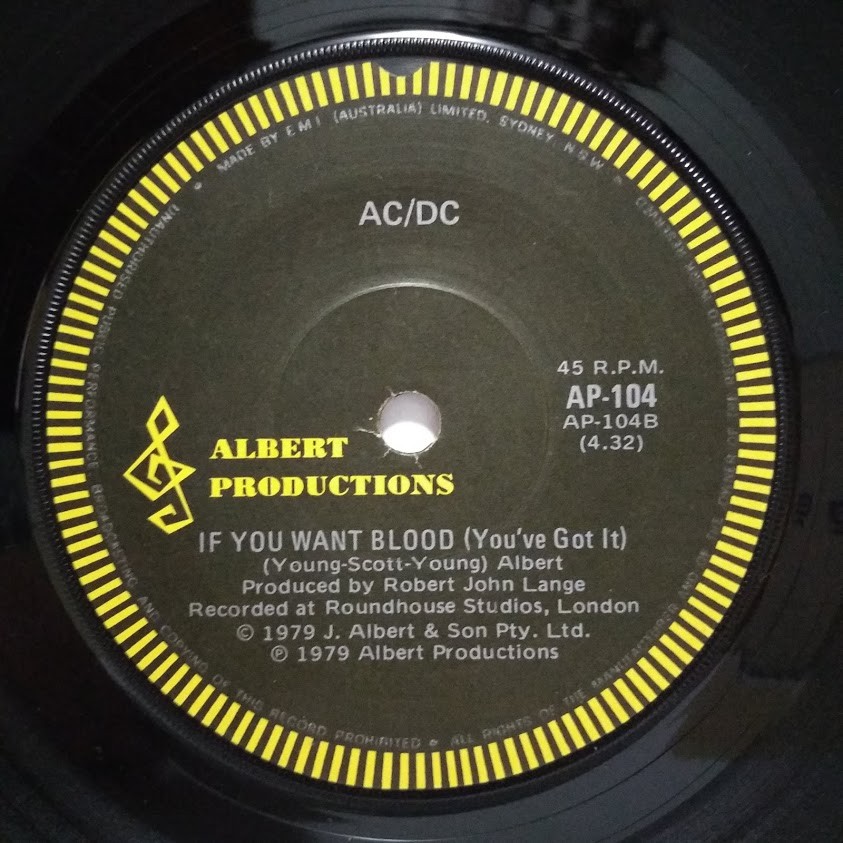 MADE BY E M I (AUSTRALIA) LIMITED, SYDNEY, N.S.W.
AC/DC
45 R.P.M.
AP-104
AP-104B
(4.32)
ALBERT
PRODUCTIONS
IF YOU WANT BLOOD (You've Got It)
(Young-Scott-Young) Albert
Produced by Robert John Lange
Recorded at Roundhouse Studios, London
© 1979 J. Albert & Son Pty. Ltd.
℗ 1979 Albert Productions
UNAUTHORISED PUBLIC PERFORMANCE BROADCASTING AND COPYING OF THIS RECORD PROHIBITED • ALL RIGHTS OF THE MANUFACTURER AND OF